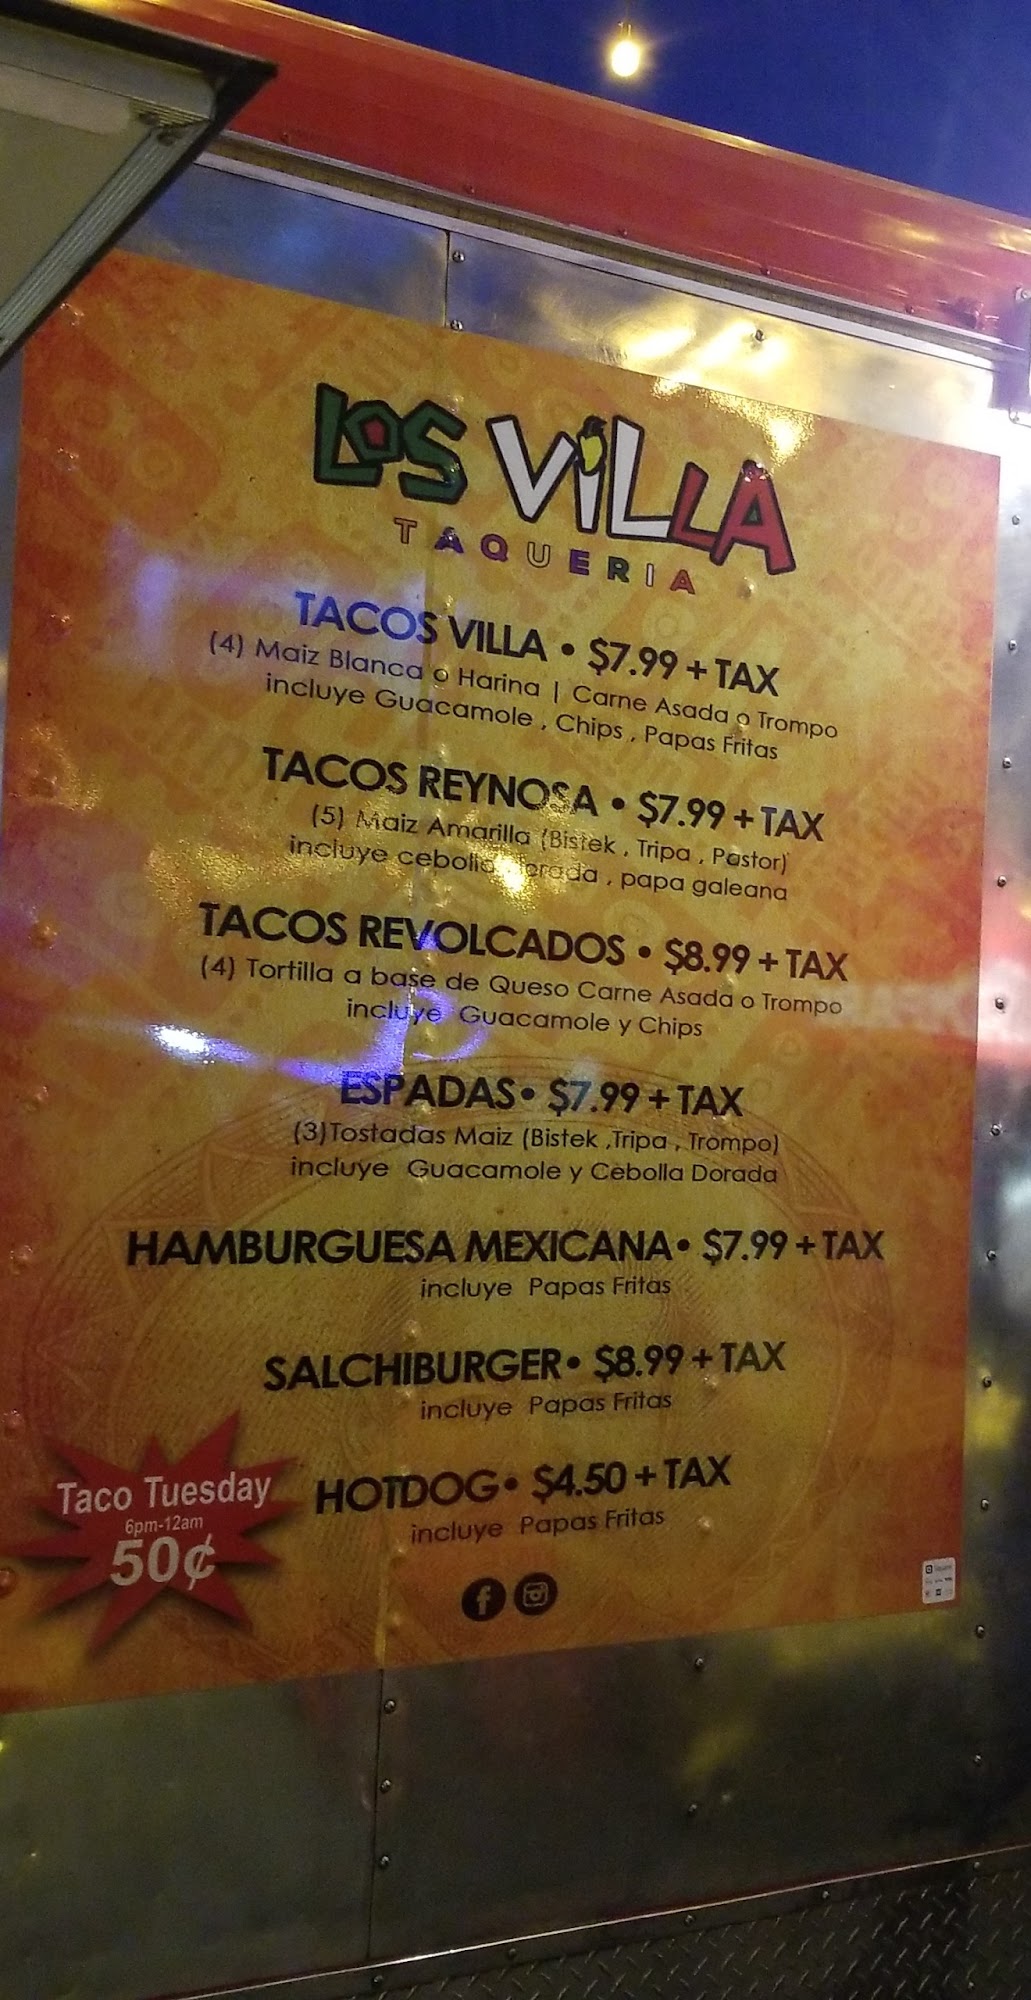 LOS VILLA
TAQUERIA
TACOS VILLA • $7.99 + TAX
(4) Maiz Blanca o Harina | Carne Asada o Trompo
incluye Guacamole , Chips , Papas Fritas
TACOS REYNOSA • $7.99 + TAX
(5) Maiz Amarilla (Bistek , Tripa , Pastor)
incluye cebolla dorada , papa galeana
TACOS REVOLCADOS • $8.99 + TAX
(4) Tortilla a base de Queso Carne Asada o Trompo
incluye Guacamole y Chips
ESPADAS• $7.99 + TAX
(3)Tostadas Maiz (Bistek ,Tripa , Trompo)
incluye Guacamole y Cebolla Dorada
HAMBURGUESA MEXICANA• $7.99 + TAX
incluye Papas Fritas
SALCHIBURGER• $8.99 + TAX
incluye Papas Fritas
HOTDOG• $4.50 + TAX
incluye Papas Fritas
Taco Tuesday
6pm-12am
50¢